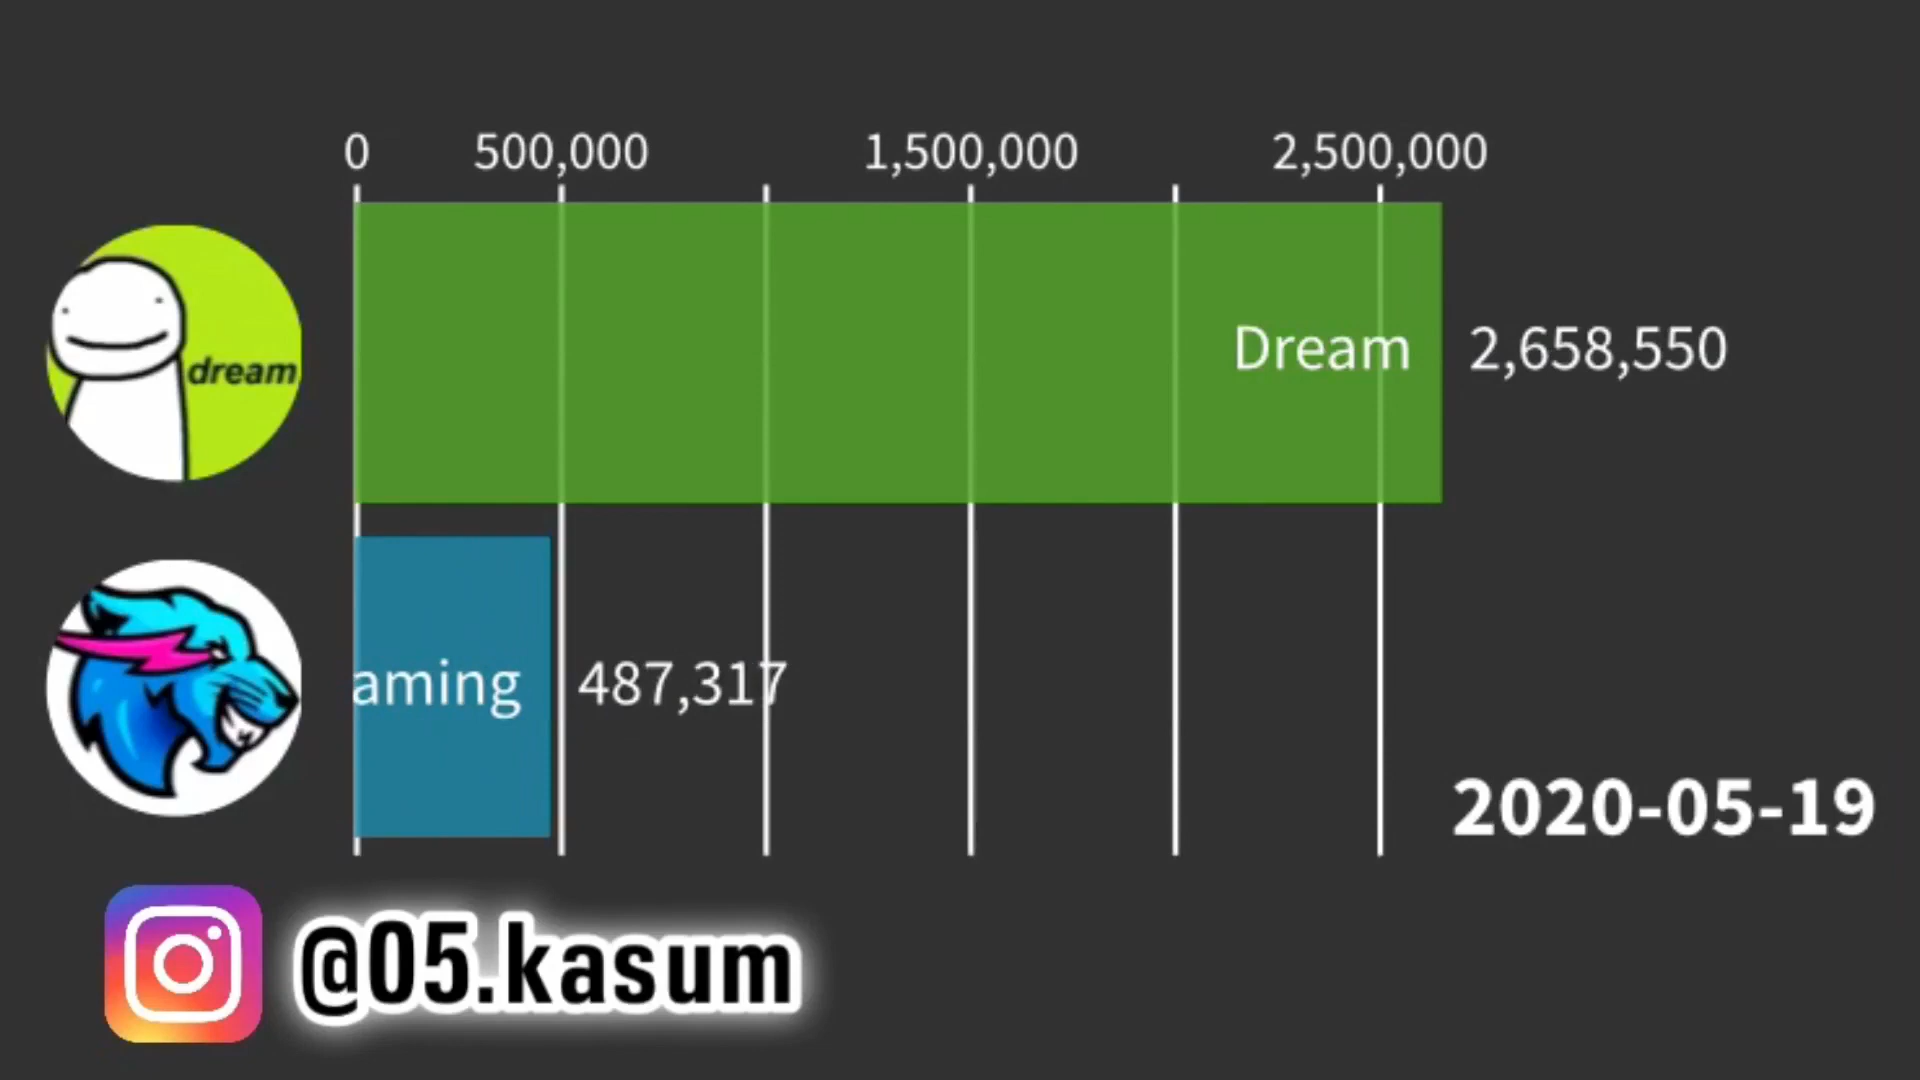 0 500,000 1,500,000 2,500,000
dream
Dream 2,658,550
aming 487,317
2020-05-19
@05.kasum